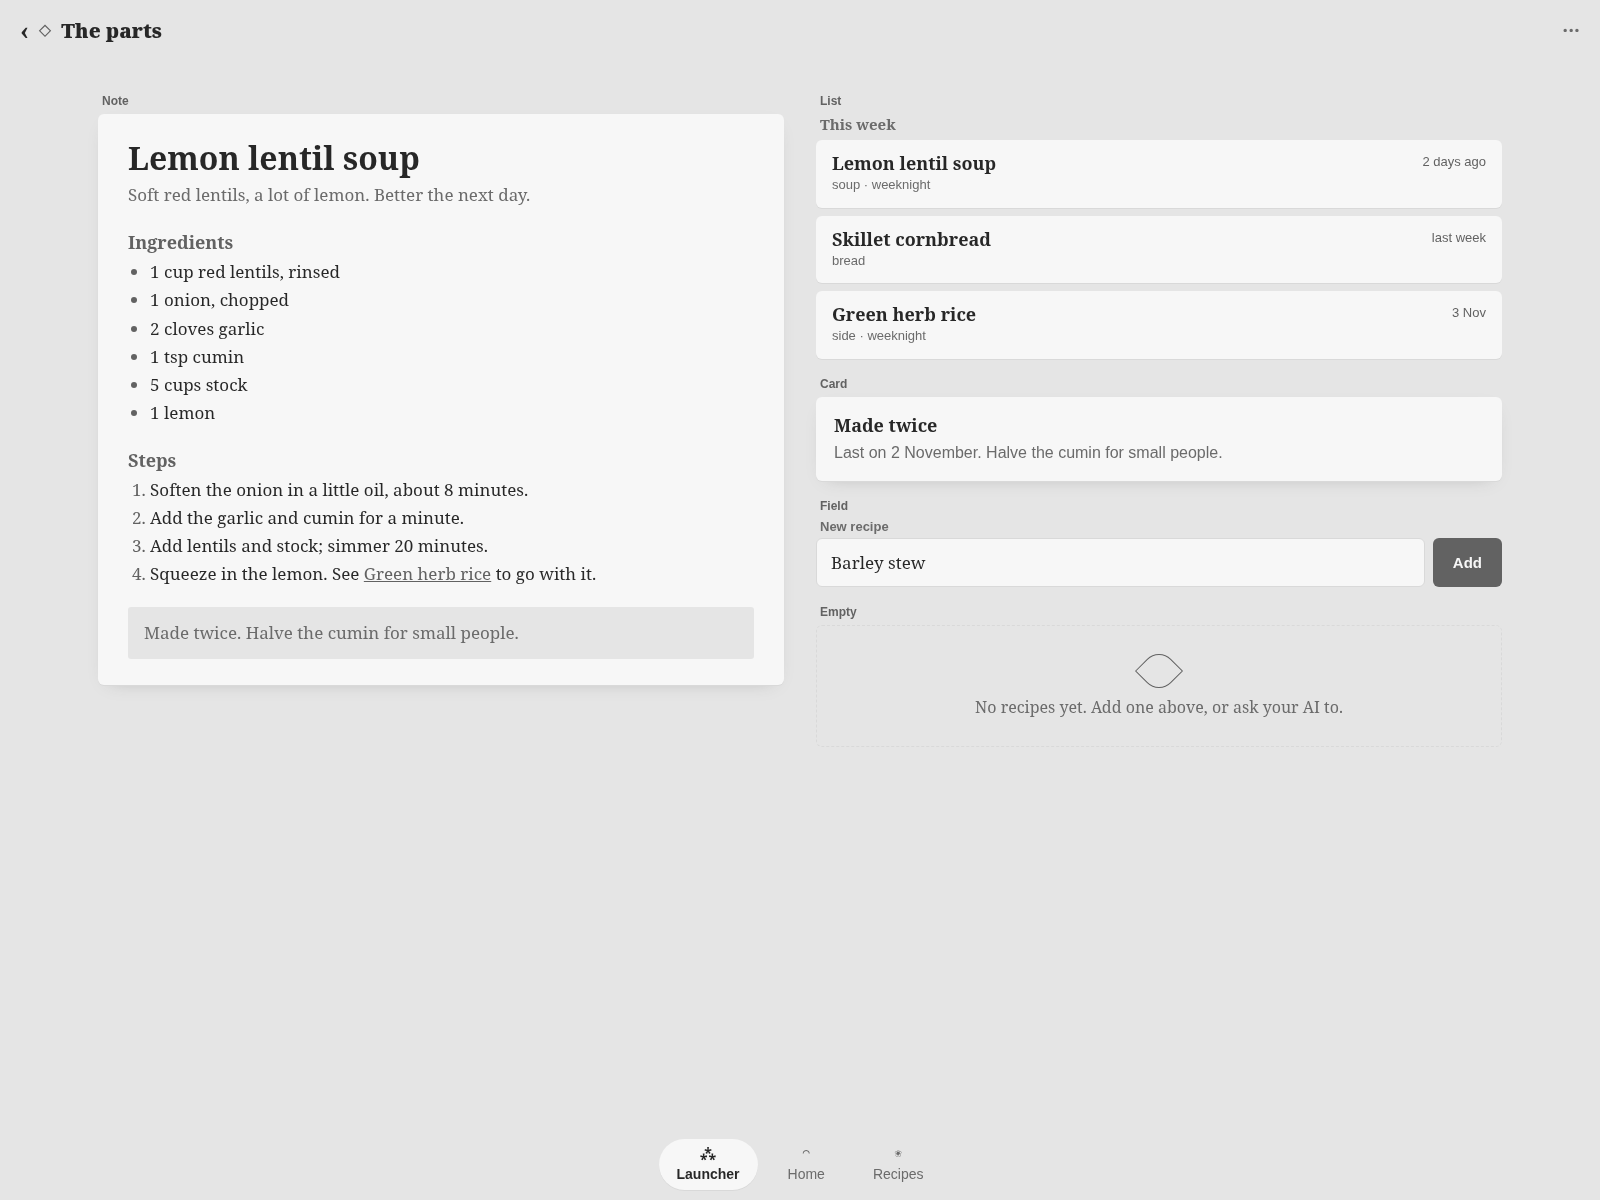 The parts
Note
Lemon lentil soup
Soft red lentils, a lot of lemon. Better the next day.
Ingredients
1 cup red lentils, rinsed
1 onion, chopped
2 cloves garlic
1 tsp cumin
5 cups stock
1 lemon
Steps
1. Soften the onion in a little oil, about 8 minutes.
2. Add the garlic and cumin for a minute.
3. Add lentils and stock; simmer 20 minutes.
4. Squeeze in the lemon. See Green herb rice to go with it.
Made twice. Halve the cumin for small people.
List
This week
Lemon lentil soup 2 days ago
soup · weeknight
Skillet cornbread last week
bread
Green herb rice 3 Nov
side · weeknight
Card
Made twice
Last on 2 November. Halve the cumin for small people.
Field
New recipe
Barley stew Add
Empty
No recipes yet. Add one above, or ask your AI to.
Launcher Home Recipes